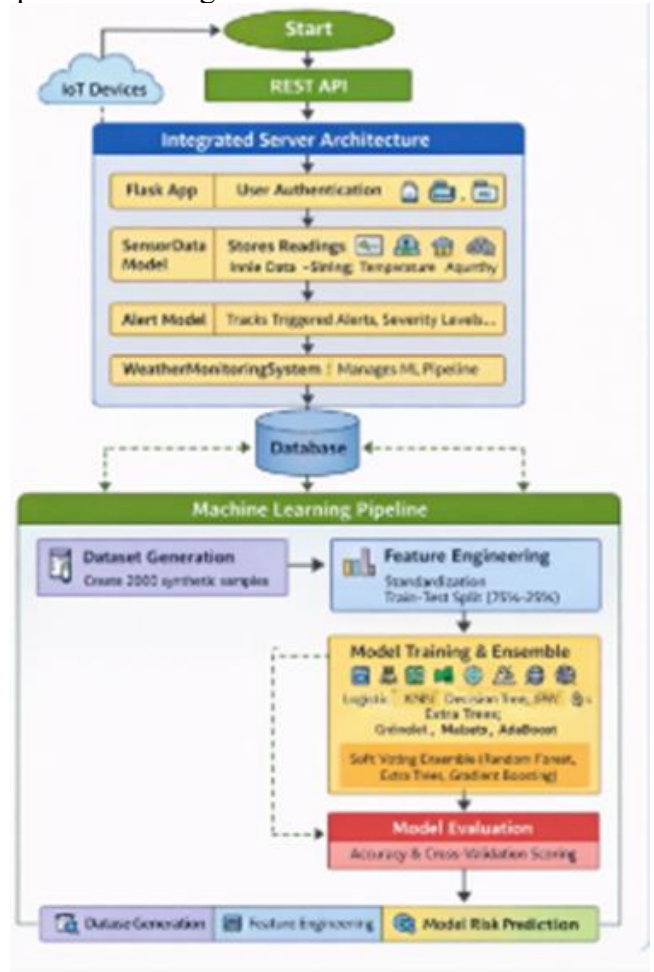 Start
IoT Devices
REST API
Integrated Server Architecture
Flask App User Authentication
SensorData Stores Readings
Model Innie Data -Sining; Temperature Aqurthy
Alert Model Tracks Triggered Alerts, Severity Levels...
WeatherMonitoringSystem : Manages ML Pipeline
Database
Machine Learning Pipeline
Dataset Generation
Create 2000 synthetic samples
Feature Engineering
Standardization
Train-Test Split (75%-25%)
Model Training & Ensemble
Logistic KNN Decision Tree,
Extra Trees;
AdaBoost
Soft Voting Ensemble (Random Forest,
Extra Trees, Gradient Boosting)
Model Evaluation
Accuracy & Cross-Validation Scoring
Generation Feature Engineering Model Risk Prediction